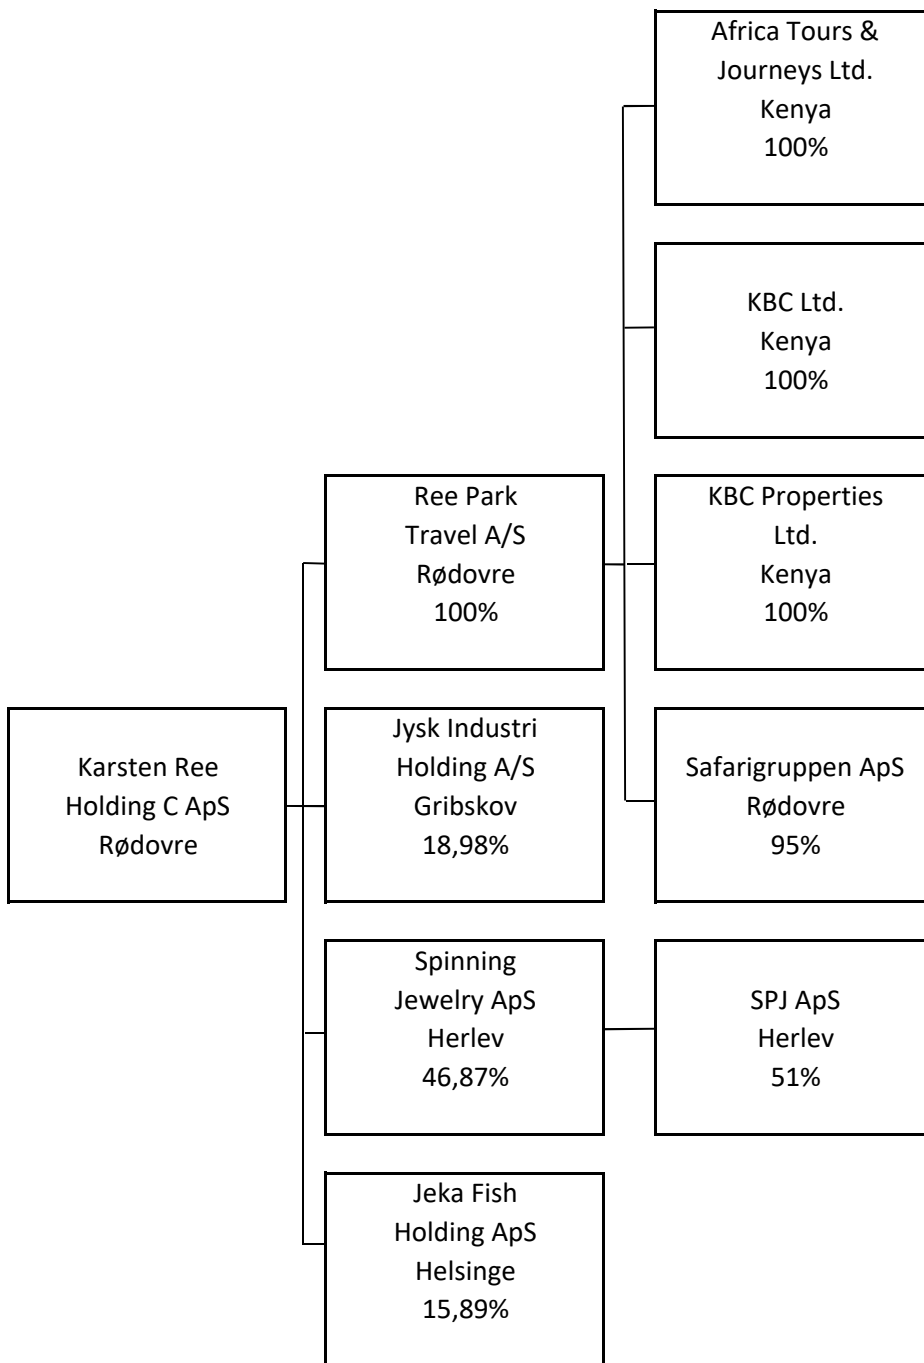 Africa Tours &
Journeys Ltd.
Kenya
100%
KBC Ltd.
Kenya
100%
Ree Park
Travel A/S
Rødovre
100%
KBC Properties
Ltd.
Kenya
100%
Karsten Ree
Holding C ApS
Rødovre
Jysk Industri
Holding A/S
Gribskov
18,98%
Safarigruppen ApS
Rødovre
95%
Spinning
Jewelry ApS
Herlev
46,87%
SPJ ApS
Herlev
51%
Jeka Fish
Holding ApS
Helsinge
15,89%